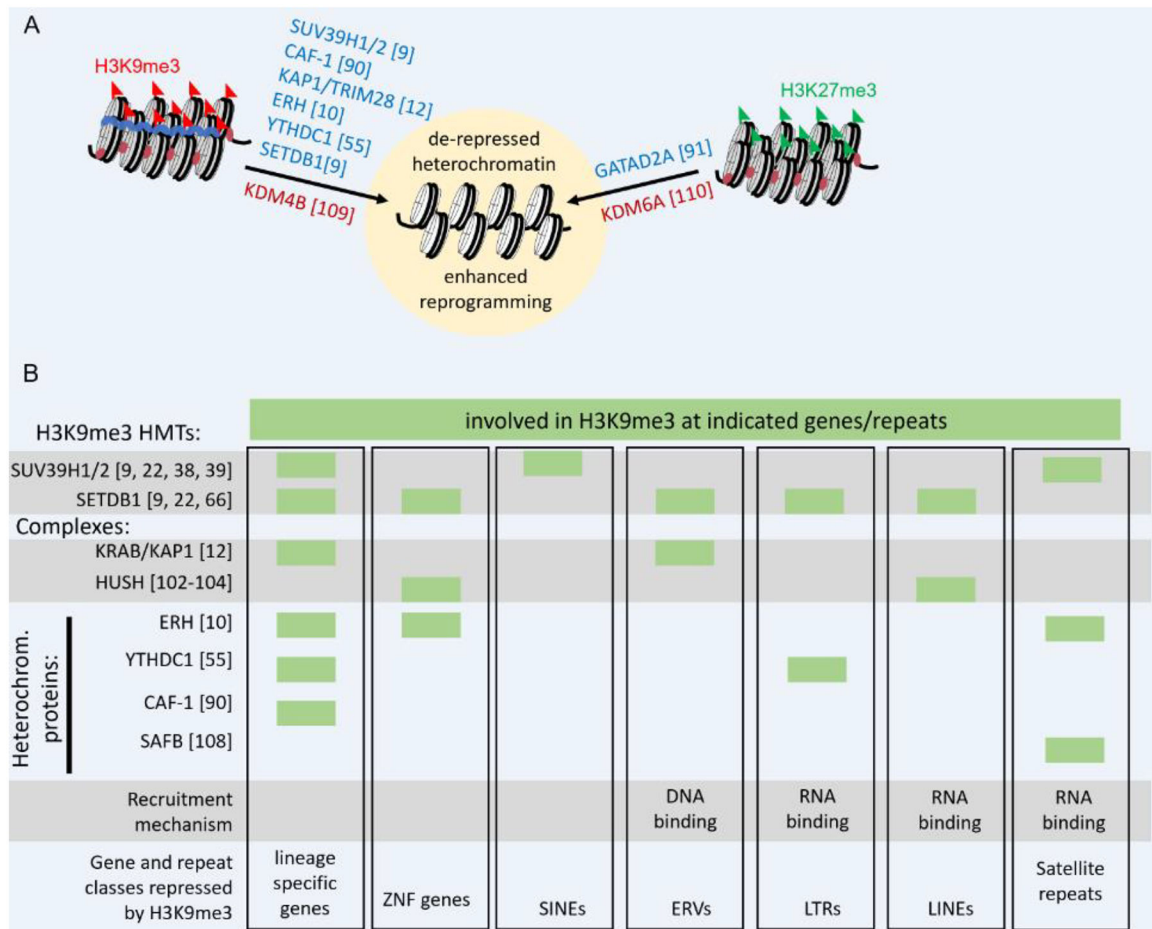 A
H3K9me3
SUV39H1/2 [9]
CAF-1 [90]
KAP1/TRIM28 [12]
ERH [10]
YTHDC1 [55]
SETDB1[9]
KDM4B [109]
de-repressed
heterochromatin
enhanced
reprogramming
GATAD2A [91]
KDM6A [110]
H3K27me3
B
involved in H3K9me3 at indicated genes/repeats
H3K9me3 HMTs:
SUV39H1/2 [9, 22, 38, 39]
SETDB1 [9, 22, 66]
Complexes:
KRAB/KAP1 [12]
HUSH [102-104]
Heterochrom.
proteins:
ERH [10]
YTHDC1 [55]
CAF-1 [90]
SAFB [108]
Recruitment
mechanism
DNA
binding
RNA
binding
RNA
binding
RNA
binding
Gene and repeat
classes repressed
by H3K9me3
lineage
specific
genes
ZNF genes
SINEs
ERVs
LTRs
LINEs
Satellite
repeats